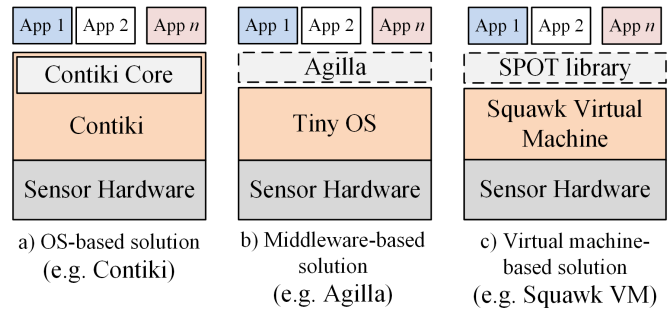 App 1 App 2 App n
Contiki Core
Contiki
Sensor Hardware
a) OS-based solution
(e.g. Contiki)
App 1 App 2 App n
Agilla
Tiny OS
Sensor Hardware
b) Middleware-based
solution
(e.g. Agilla)
App 1 App 2 App n
SPOT library
Squawk Virtual
Machine
Sensor Hardware
c) Virtual machine-
based solution
(e.g. Squawk VM)